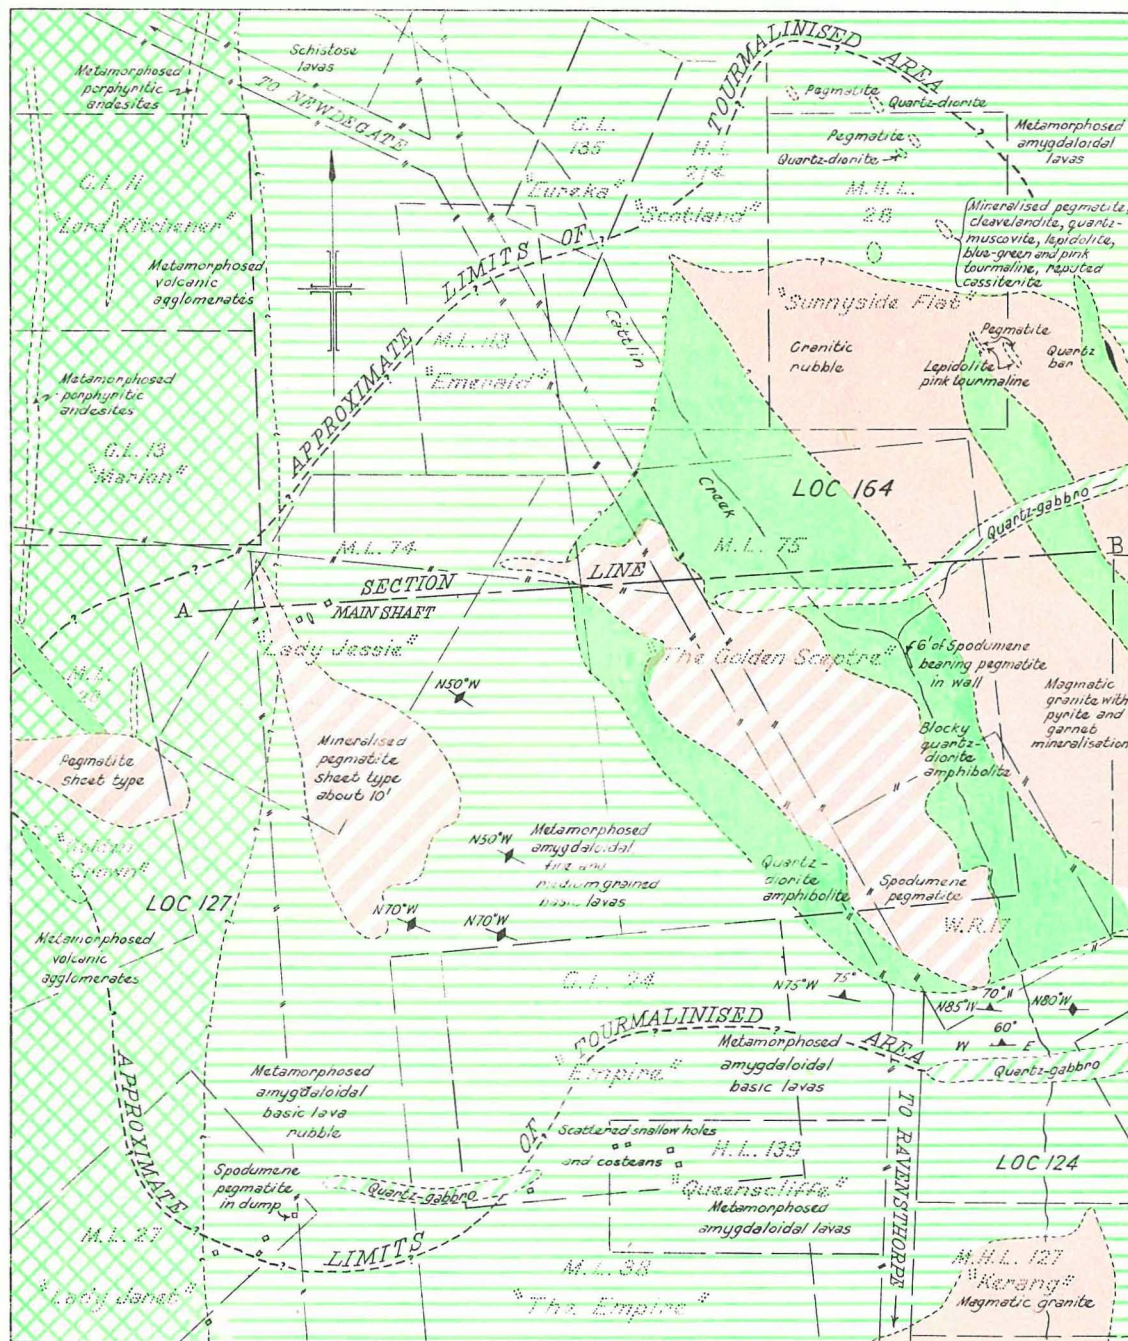 Schistose
lavas
TO NEWDEGATE
Metamorphosed
porphyritic
andesites
TOURMALINISED AREA
Pegmatite
Quartz-diorite
Pegmatite
Quartz-diorite
Metamorphosed
amygdaloidal
lavas
G.L.
135
"Eureka"
H.L.
214
"Scotland"
M.H.L.
28
G.L. 11
"Lord Kitchener"
Metamorphosed
volcanic
agglomerates
APPROXIMATE LIMITS OF
Mineralised pegmatite,
cleavelandite, quartz-
muscovite, lepidolite,
blue-green and pink
tourmaline, reputed
cassiterite
"Sunnyside Flat"
Granitic
rubble
Pegmatite
Lepidolite
pink tourmaline
Quartz
bar
M.L. 113
"Emerald"
Cattlin
Creek
Metamorphosed
porphyritic
andesites
G.L. 13
"Marion"
LOC 164
Quartz-gabbro
M.L. 74
M.L. 75
A
SECTION LINE
B
MAIN SHAFT
"Lady Jessie"
"The Golden Sceptre"
6' of Spodumene
bearing pegmatite
in wall
M.L.
N50°W
Magmatic
granite with
pyrite and
garnet
mineralisation
Pegmatite
sheet type
Mineralised
pegmatite
sheet type
about 10'
Blocky
quartz-
diorite
amphibolite
N50°W
Metamorphosed
amygdaloidal
fine and
medium grained
basic lavas
Crown"
LOC 127
Quartz-
diorite
amphibolite
Spodumene
pegmatite
N70°W
N70°W
W.R. 17
Metamorphosed
volcanic
agglomerates
G.L. 24
N75°W
75°
N85°W
70°
N80°W
60°
W
E
TOURMALINISED AREA
"Empire"
Metamorphosed
amygdaloidal
basic lavas
Quartz-gabbro
APPROXIMATE
Metamorphosed
amygdaloidal
basic lava
rubble
OF
TO RAVENSTHORPE
Scattered shallow holes
and costeans
H.L. 139
LOC 124
Spodumene
pegmatite
in dump
Quartz-gabbro
"Queenscliffe"
Metamorphosed
amygdaloidal lavas
M.L. 27
LIMITS
M.L. 38
M.H.L. 127
"Kerang"
Magmatic granite
"Lady Janet"
"The Empire"